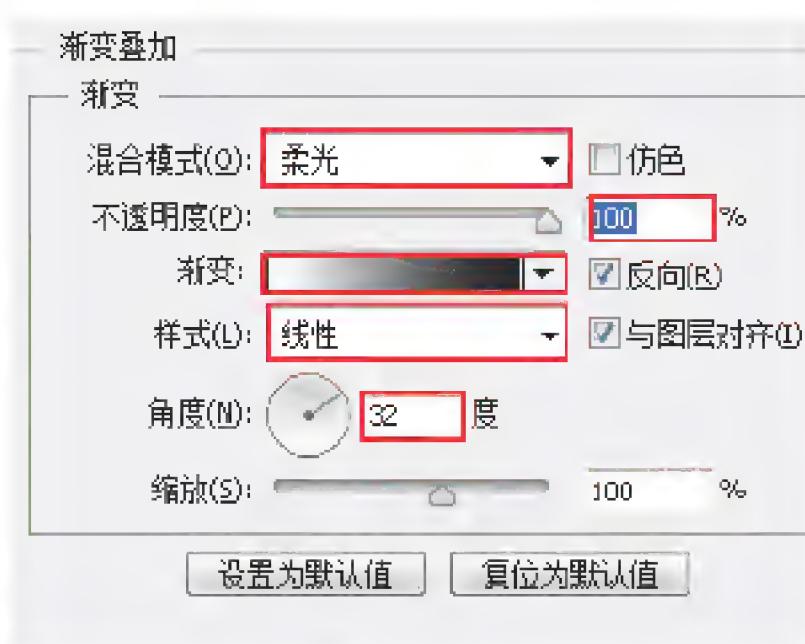 渐变叠加
渐变
混合模式(O): 柔光 仿色
不透明度(P): 100 %
渐变: 反向(R)
样式(L): 线性 与图层对齐(I)
角度(N): 32 度
缩放(S): 100 %
设置为默认值 复位为默认值